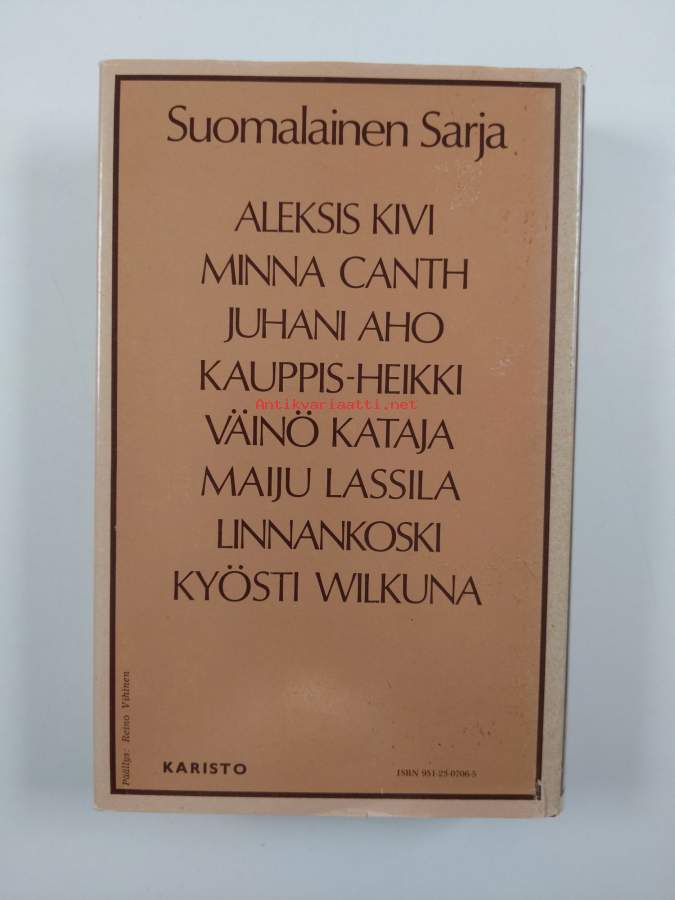 Suomalainen Sarja
ALEKSIS KIVI
MINNA CANTH
JUHANI AHO
KAUPPIS-HEIKKI
Antikvariaatti.net
VÄINÖ KATAJA
MAIJU LASSILA
LINNANKOSKI
KYÖSTI WILKUNA
Päällys: Reino Vihinen
KARISTO
ISBN 951-23-0706-5